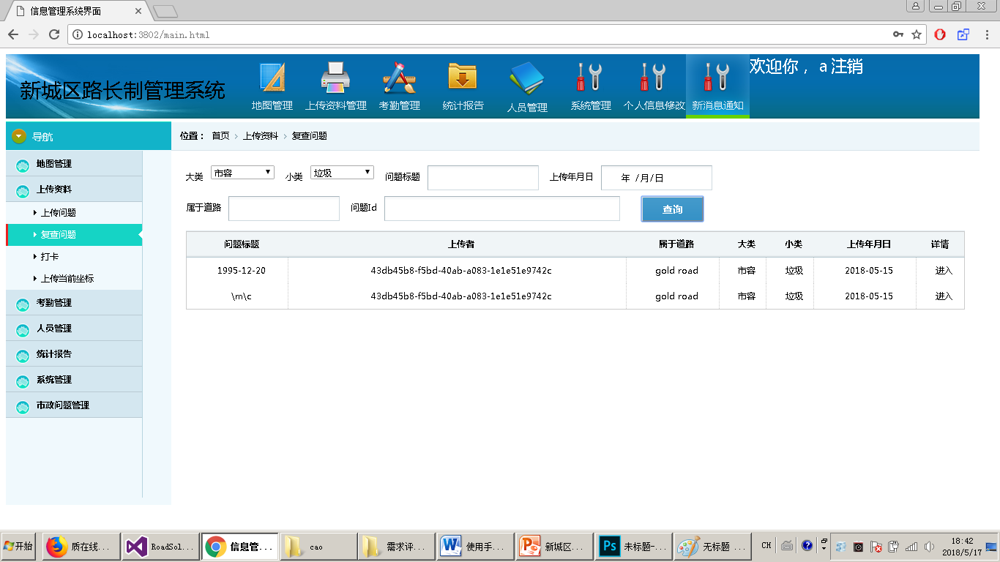 信息管理系统界面
localhost:3802/main.html
新城区路长制管理系统
地图管理 上传资料管理 考勤管理 统计报告 人员管理 系统管理 个人信息修改 新消息通知
欢迎你 , a 注销
导航
位置： 首页 › 上传资料 › 复查问题
地图管理
上传资料
上传问题
复查问题
打卡
上传当前坐标
考勤管理
人员管理
统计报告
系统管理
市政问题管理
大类 市容 小类 垃圾 问题标题 上传年月日 年 /月/日
属于道路 问题Id 查询
问题标题 上传者 属于道路 大类 小类 上传年月日 详情
1995-12-20 43db45b8-f5bd-40ab-a083-1e1e51e9742c gold road 市容 垃圾 2018-05-15 进入
\m\c 43db45b8-f5bd-40ab-a083-1e1e51e9742c gold road 市容 垃圾 2018-05-15 进入
开始 质在线... RoadSol... 信息管... cao 需求评... 使用手... 新城区... 未标题-... 无标题 ... CH 18:42
2018/5/17